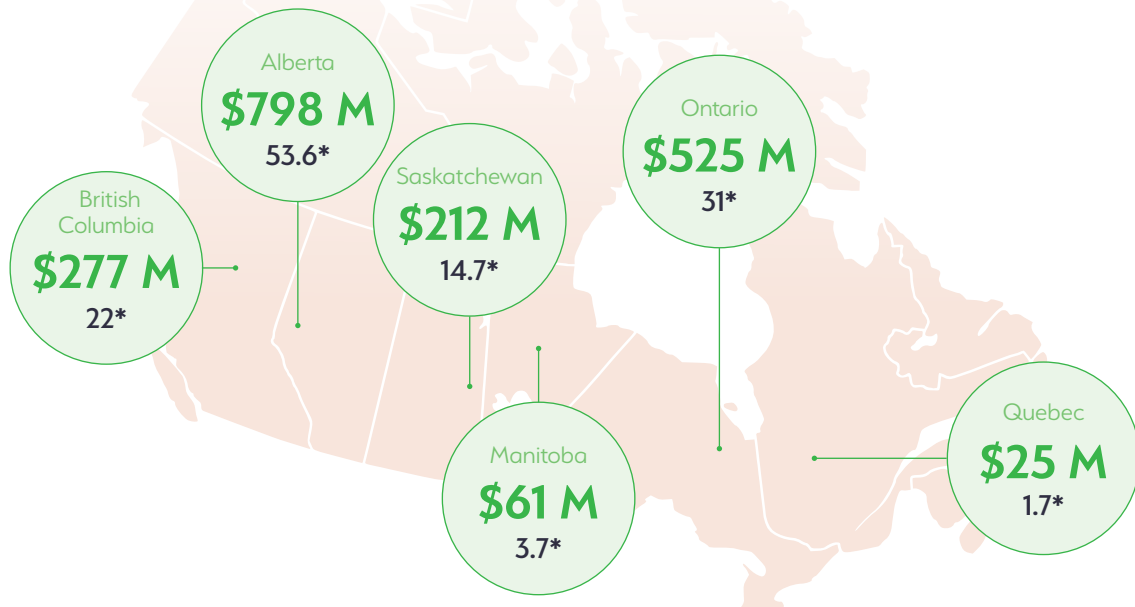 Alberta
$798 M
53.6*
Ontario
$525 M
31*
Saskatchewan
$212 M
14.7*
British
Columbia
$277 M
22*
Manitoba
$61 M
3.7*
Quebec
$25 M
1.7*